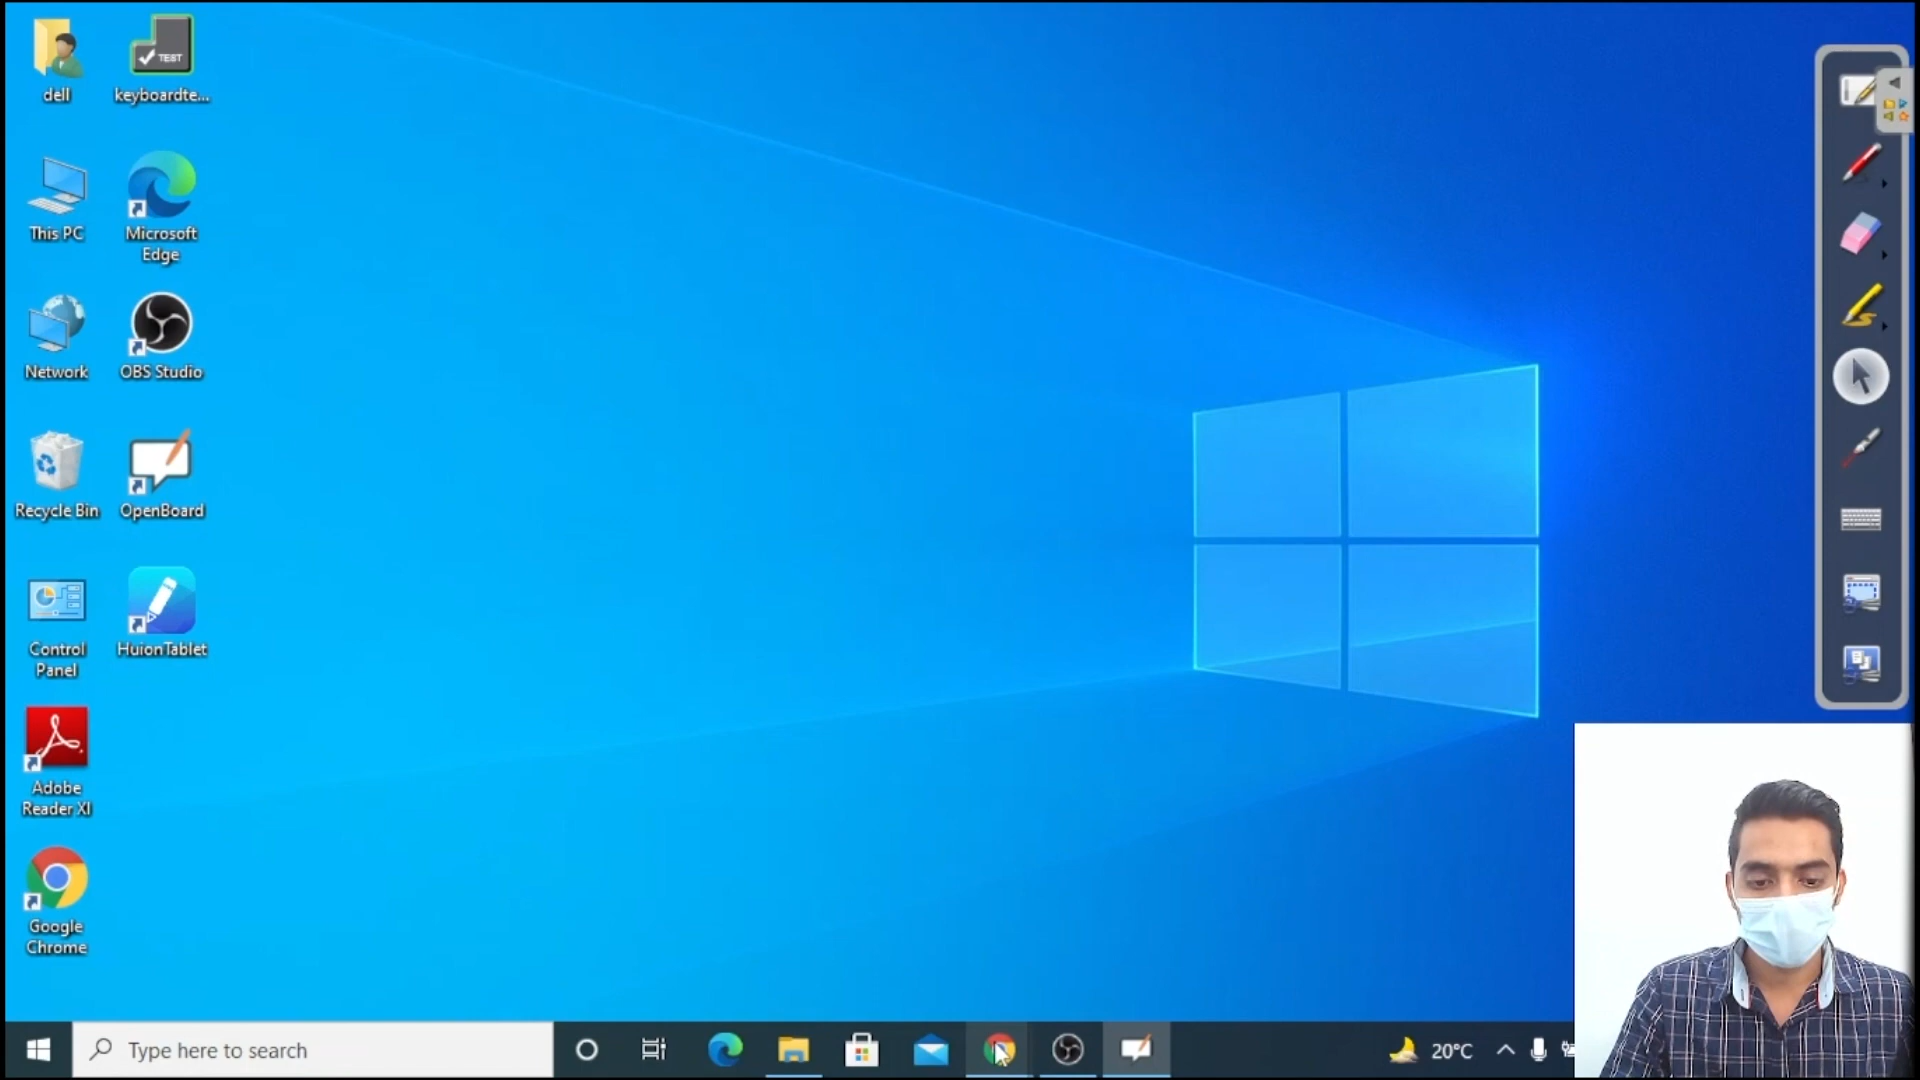 dell
keyboardte...
TEST
This PC
Microsoft
Edge
Network
OBS Studio
Recycle Bin
OpenBoard
Control
Panel
HuionTablet
Adobe
Reader XI
Google
Chrome
Type here to search
20°C